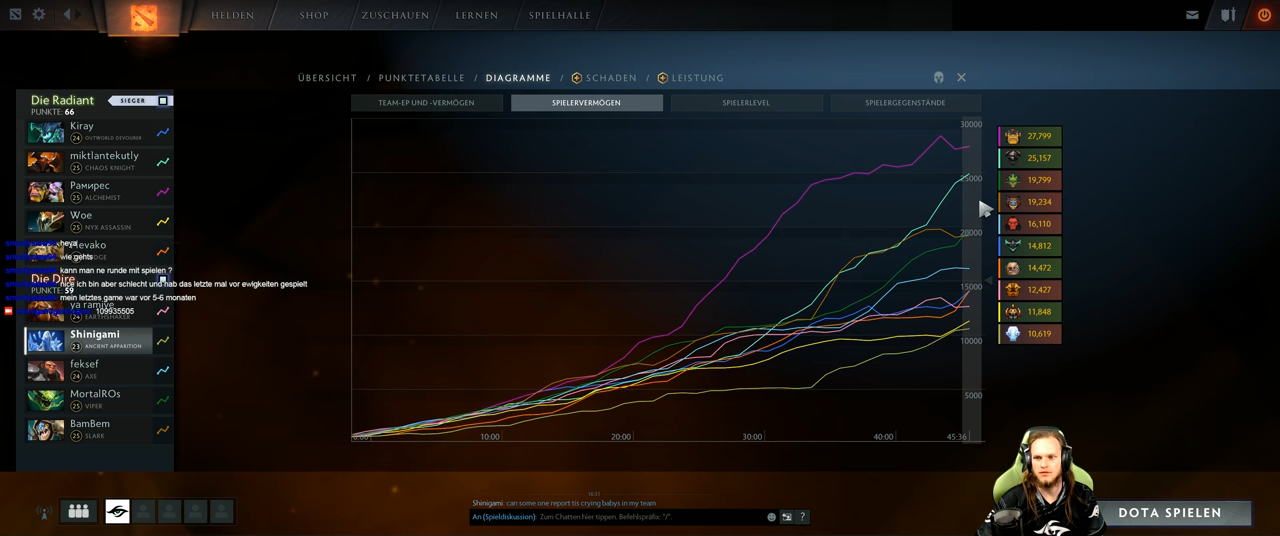 HELDEN SHOP ZUSCHAUEN LERNEN SPIELHALLE
ÜBERSICHT / PUNKTETABELLE / DIAGRAMME / SCHADEN / LEISTUNG
TEAM-EP UND -VERMÖGEN SPIELERVERMÖGEN SPIELERLEVEL SPIELERGEGENSTÄNDE
Die Radiant
SIEGER
PUNKTE: 66
Kiray
24 OUTWORLD DEVOURER
miktlantekutly
25 CHAOS KNIGHT
Рамирес
25 ALCHEMIST
Woe
25 NYX ASSASSIN
heya
wie gehts
kann man ne runde mit spielen ?
Die Dire
nice ich bin aber schlecht und hab das letzte mal vor ewigkeiten gespielt
PUNKTE: 59
mein letztes game war vor 5-6 monaten
ya ramiye
109935505
24 EARTHSHAKER
Shinigami
23 ANCIENT APPARITION
feksef
24 AXE
MortalROs
25 VIPER
BamBem
25 SLARK
30000
25000
20000
15000
10000
5000
0:00 10:00 20:00 30:00 40:00 45:36
27,799
25,157
19,799
19,234
16,110
14,812
14,472
12,427
11,848
10,619
16:31
Shinigami: can some one report tis crying babys in my team
An (Spieldiskussion): Zum Chatten hier tippen. Befehlspräfix: "/".
?
DOTA SPIELEN